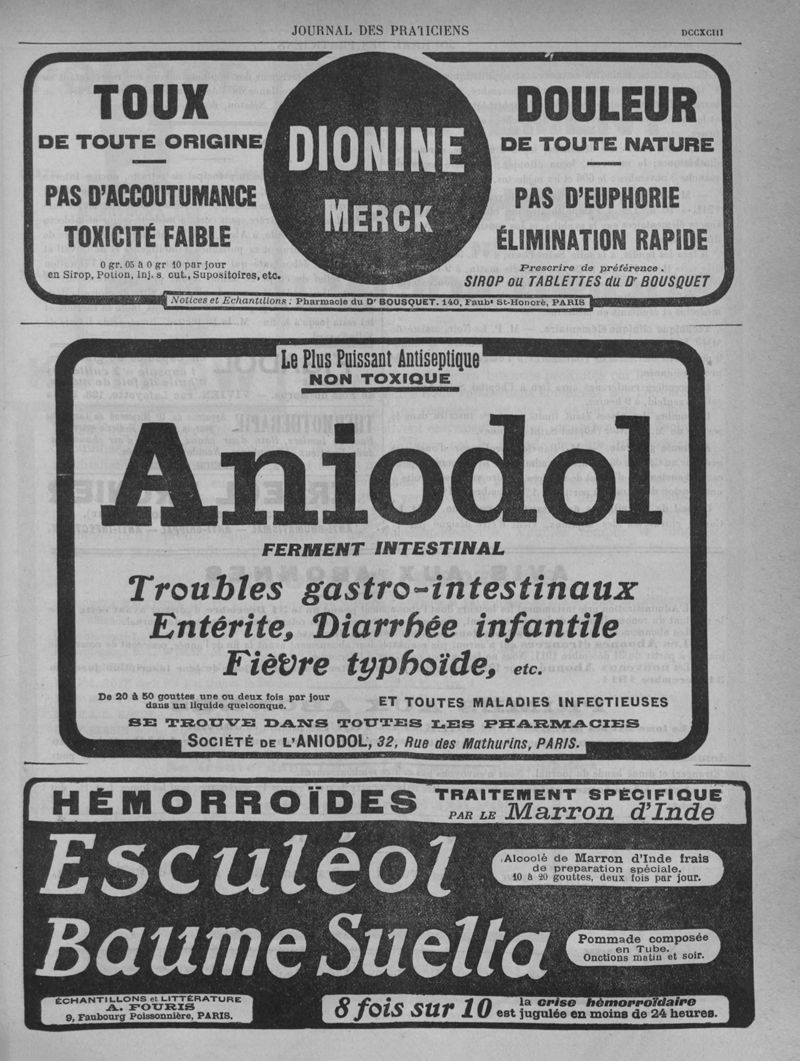 JOURNAL DES PRATICIENS
DCCXCIII
TOUX
DE TOUTE ORIGINE
PAS D'ACCOUTUMANCE
TOXICITÉ FAIBLE
0 gr. 05 à 0 gr 10 par jour
en Sirop, Potion, Inj. s. cut., Supositoires, etc.
DIONINE
MERCK
DOULEUR
DE TOUTE NATURE
PAS D'EUPHORIE
ÉLIMINATION RAPIDE
Prescrire de préférence.
SIROP ou TABLETTES du Dr BOUSQUET
Notices et Echantillons : Pharmacie du Dr BOUSQUET. 140, Faubt St-Honoré, PARIS
Le Plus Puissant Antiseptique
NON TOXIQUE
Aniodol
FERMENT INTESTINAL
Troubles gastro-intestinaux
Entérite, Diarrhée infantile
Fièvre typhoïde, etc.
De 20 à 50 gouttes une ou deux fois par jour
dans un liquide quelconque.
ET TOUTES MALADIES INFECTIEUSES
SE TROUVE DANS TOUTES LES PHARMACIES
SOCIÉTÉ DE L'ANIODOL, 32, Rue des Mathurins, PARIS.
HÉMORROÏDES
TRAITEMENT SPÉCIFIQUE
PAR LE Marron d'Inde
Esculéol
Alcoolé de Marron d'Inde frais
de preparation spéciale.
10 à 20 gouttes, deux fois par jour.
Baume Suelta
Pommade composée
en Tube.
Onctions matin et soir.
ÉCHANTILLONS et LITTÉRATURE
A. FOURIS
9, Faubourg Poissonnière, PARIS.
8 fois sur 10
la crise hémorroïdaire
est jugulée en moins de 24 heures.